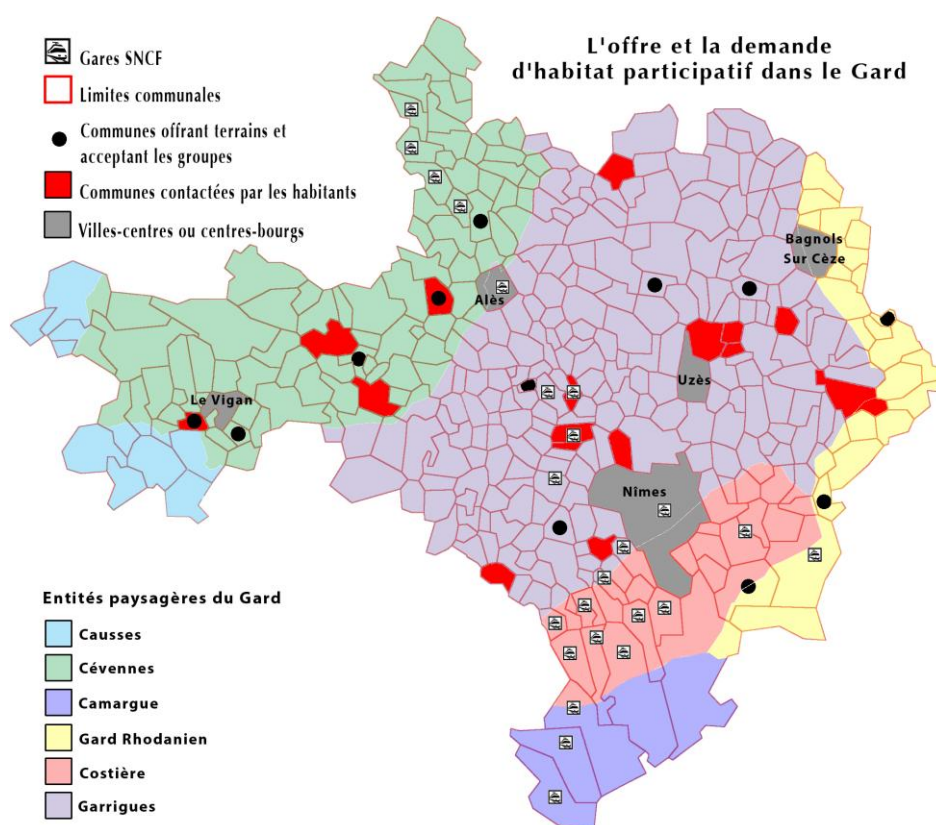 L'offre et la demande
d'habitat participatif dans le Gard
Gares SNCF
Limites communales
Communes offrant terrains et
acceptant les groupes
Communes contactées par les habitants
Villes-centres ou centres-bourgs
Bagnols
Sur Cèze
Alès
Uzès
Le Vigan
Nîmes
Entités paysagères du Gard
Causses
Cévennes
Camargue
Gard Rhodanien
Costière
Garrigues